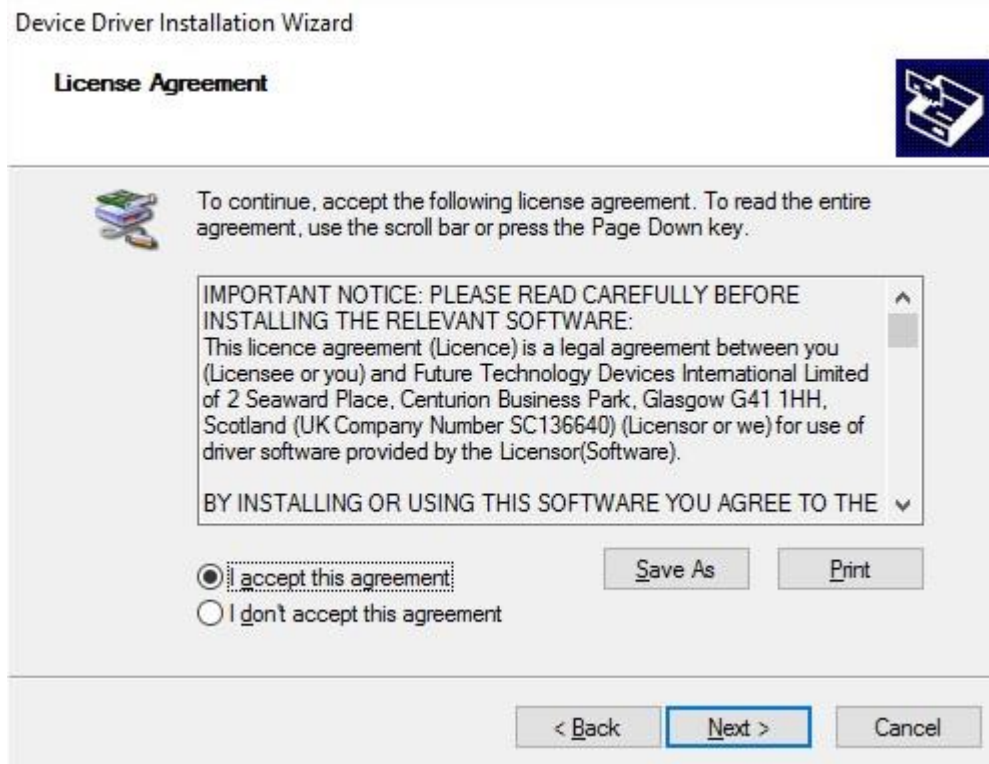 Device Driver Installation Wizard
License Agreement
To continue, accept the following license agreement. To read the entire
agreement, use the scroll bar or press the Page Down key.
IMPORTANT NOTICE: PLEASE READ CAREFULLY BEFORE
INSTALLING THE RELEVANT SOFTWARE:
This licence agreement (Licence) is a legal agreement between you
(Licensee or you) and Future Technology Devices International Limited
of 2 Seaward Place, Centurion Business Park, Glasgow G41 1HH,
Scotland (UK Company Number SC136640) (Licensor or we) for use of
driver software provided by the Licensor(Software).
BY INSTALLING OR USING THIS SOFTWARE YOU AGREE TO THE
I accept this agreement
Save As
Print
I don't accept this agreement
< Back
Next >
Cancel